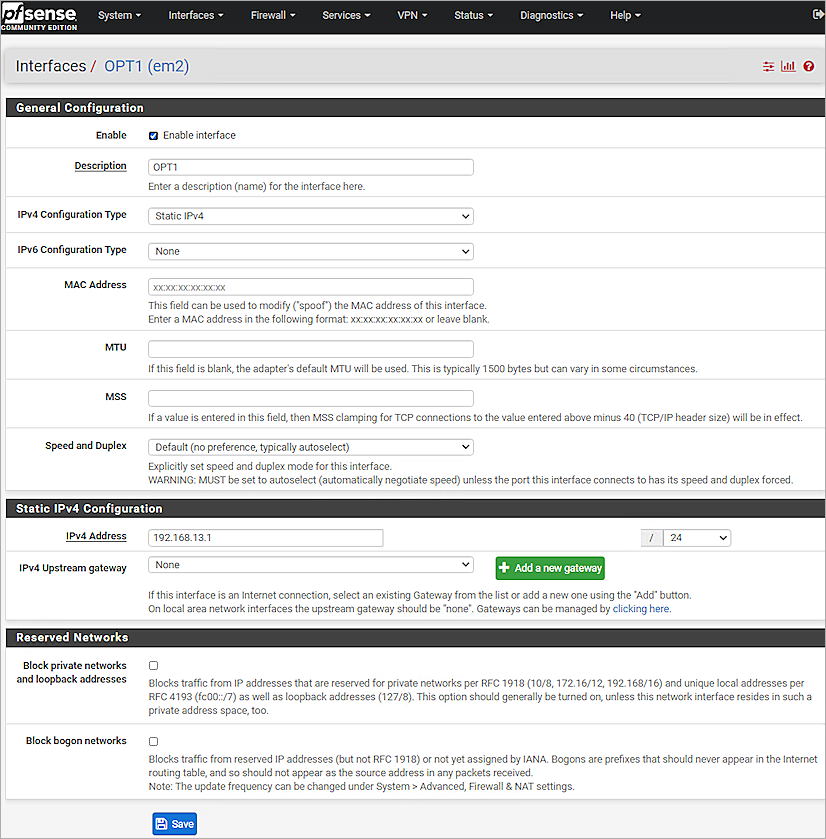 pfsense
COMMUNITY EDITION
System Interfaces Firewall Services VPN Status Diagnostics Help
Interfaces / OPT1 (em2)
General Configuration
Enable Enable interface
Description OPT1
Enter a description (name) for the interface here.
IPv4 Configuration Type Static IPv4
IPv6 Configuration Type None
MAC Address xx:xx:xx:xx:xx:xx
This field can be used to modify ("spoof") the MAC address of this interface.
Enter a MAC address in the following format: xx:xx:xx:xx:xx:xx or leave blank.
MTU
If this field is blank, the adapter's default MTU will be used. This is typically 1500 bytes but can vary in some circumstances.
MSS
If a value is entered in this field, then MSS clamping for TCP connections to the value entered above minus 40 (TCP/IP header size) will be in effect.
Speed and Duplex Default (no preference, typically autoselect)
Explicitly set speed and duplex mode for this interface.
WARNING: MUST be set to autoselect (automatically negotiate speed) unless the port this interface connects to has its speed and duplex forced.
Static IPv4 Configuration
IPv4 Address 192.168.13.1 / 24
IPv4 Upstream gateway None Add a new gateway
If this interface is an Internet connection, select an existing Gateway from the list or add a new one using the "Add" button.
On local area network interfaces the upstream gateway should be "none". Gateways can be managed by clicking here.
Reserved Networks
Block private networks
and loopback addresses
Blocks traffic from IP addresses that are reserved for private networks per RFC 1918 (10/8, 172.16/12, 192.168/16) and unique local addresses per
RFC 4193 (fc00::/7) as well as loopback addresses (127/8). This option should generally be turned on, unless this network interface resides in such a
private address space, too.
Block bogon networks
Blocks traffic from reserved IP addresses (but not RFC 1918) or not yet assigned by IANA. Bogons are prefixes that should never appear in the Internet
routing table, and so should not appear as the source address in any packets received.
Note: The update frequency can be changed under System > Advanced, Firewall & NAT settings.
Save